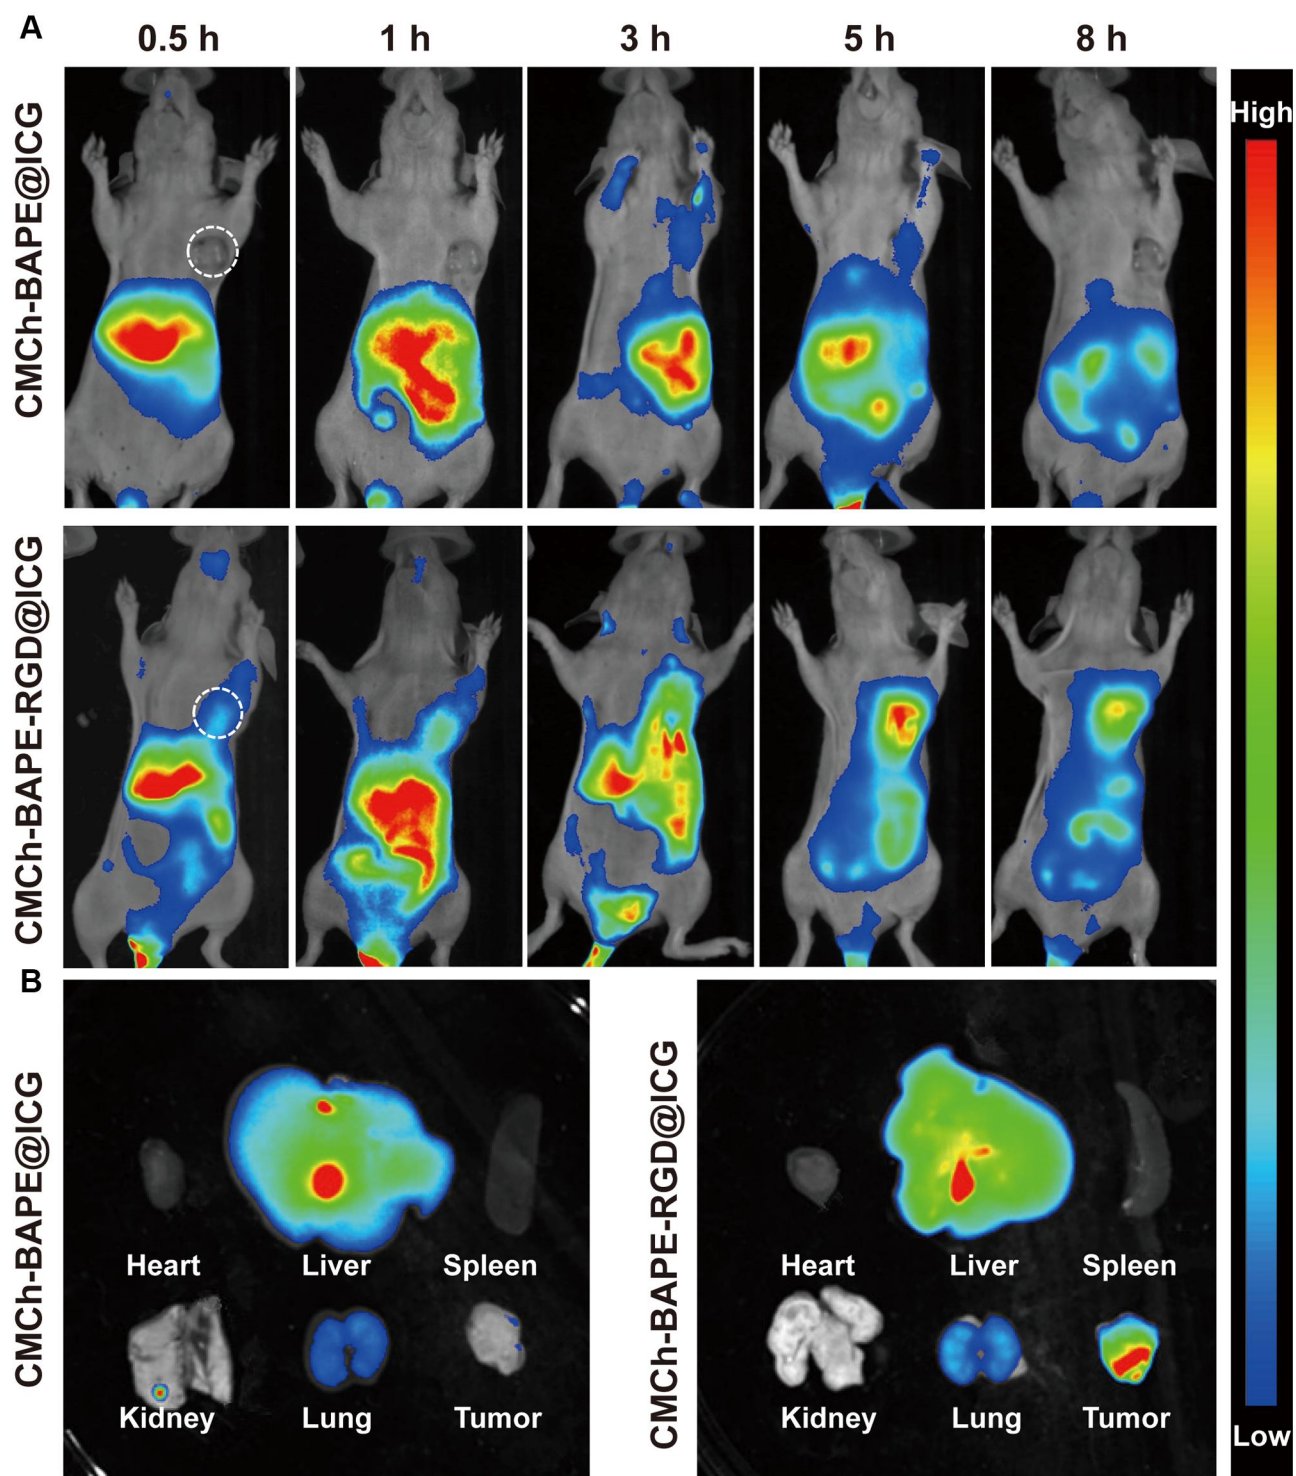 A
0.5 h 1 h 3 h 5 h 8 h
High
CMCh-BAPE@ICG
CMCh-BAPE-RGD@ICG
B
CMCh-BAPE@ICG
Heart Liver Spleen
Kidney Lung Tumor
CMCh-BAPE-RGD@ICG
Heart Liver Spleen
Kidney Lung Tumor
Low